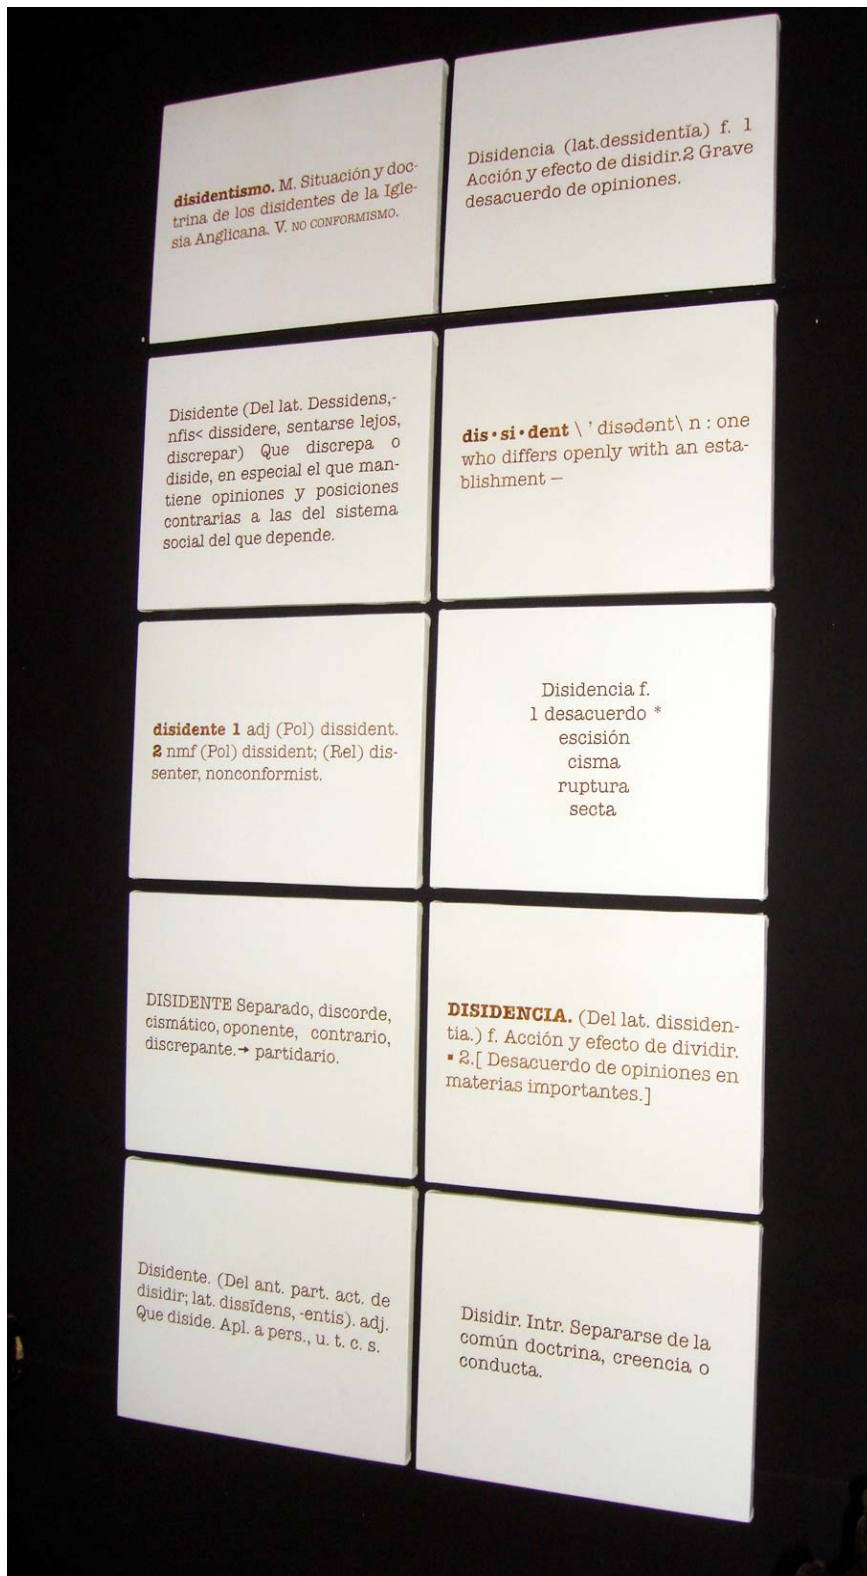 disidentismo. M. Situación y doc-
trina de los disidentes de la Igle-
sia Anglicana. V. NO CONFORMISMO.
Disidencia (lat.dessidentĭa) f. 1
Acción y efecto de disidir.2 Grave
desacuerdo de opiniones.
Disidente (Del lat. Dessidens,-
nfis< dissidere, sentarse lejos,
discrepar) Que discrepa o
diside, en especial el que man-
tiene opiniones y posiciones
contrarias a las del sistema
social del que depende.
dis•si•dent \ ' disədənt\ n : one
who differs openly with an esta-
blishment —
disidente 1 adj (Pol) dissident.
2 nmf (Pol) dissident; (Rel) dis-
senter, nonconformist.
Disidencia f.
1 desacuerdo *
escisión
cisma
ruptura
secta
DISIDENTE Separado, discorde,
cismático, oponente, contrario,
discrepante.→ partidario.
DISIDENCIA. (Del lat. dissiden-
tia.) f. Acción y efecto de dividir.
▪ 2.[ Desacuerdo de opiniones en
materias importantes.]
Disidente. (Del ant. part. act. de
disidir; lat. dissĭdens, -entis). adj.
Que diside. Apl. a pers., u. t. c. s.
Disidir. Intr. Separarse de la
común doctrina, creencia o
conducta.